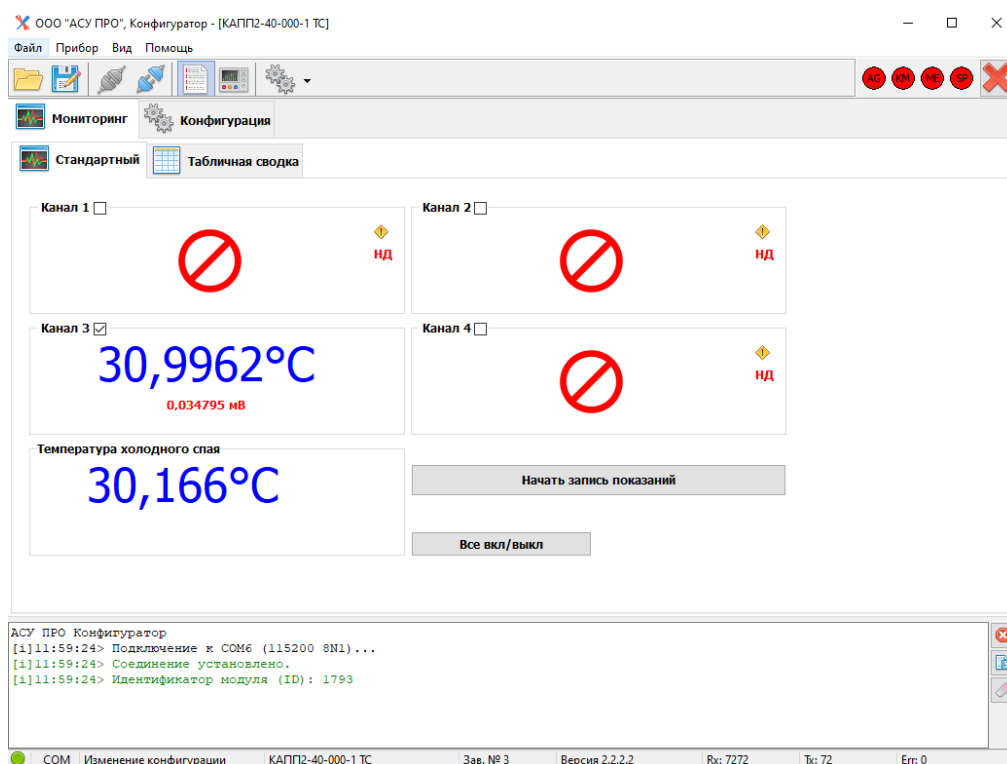 ООО "АСУ ПРО", Конфигуратор - [КАПП2-40-000-1 ТС]
Файл Прибор Вид Помощь
AG KM ME SP
Мониторинг Конфигурация
Стандартный Табличная сводка
Канал 1 Канал 2
НД НД
Канал 3 Канал 4
30,9962°C
0,034795 мВ
НД
Температура холодного спая
30,166°C
Начать запись показаний
Все вкл/выкл
АСУ ПРО Конфигуратор
[i]11:59:24> Подключение к COM6 (115200 8N1)...
[i]11:59:24> Соединение установлено.
[i]11:59:24> Идентификатор модуля (ID): 1793
COM Изменение конфигурации КАПП2-40-000-1 ТС Зав. № 3 Версия 2.2.2.2 Rx: 7272 Tx: 72 Err: 0